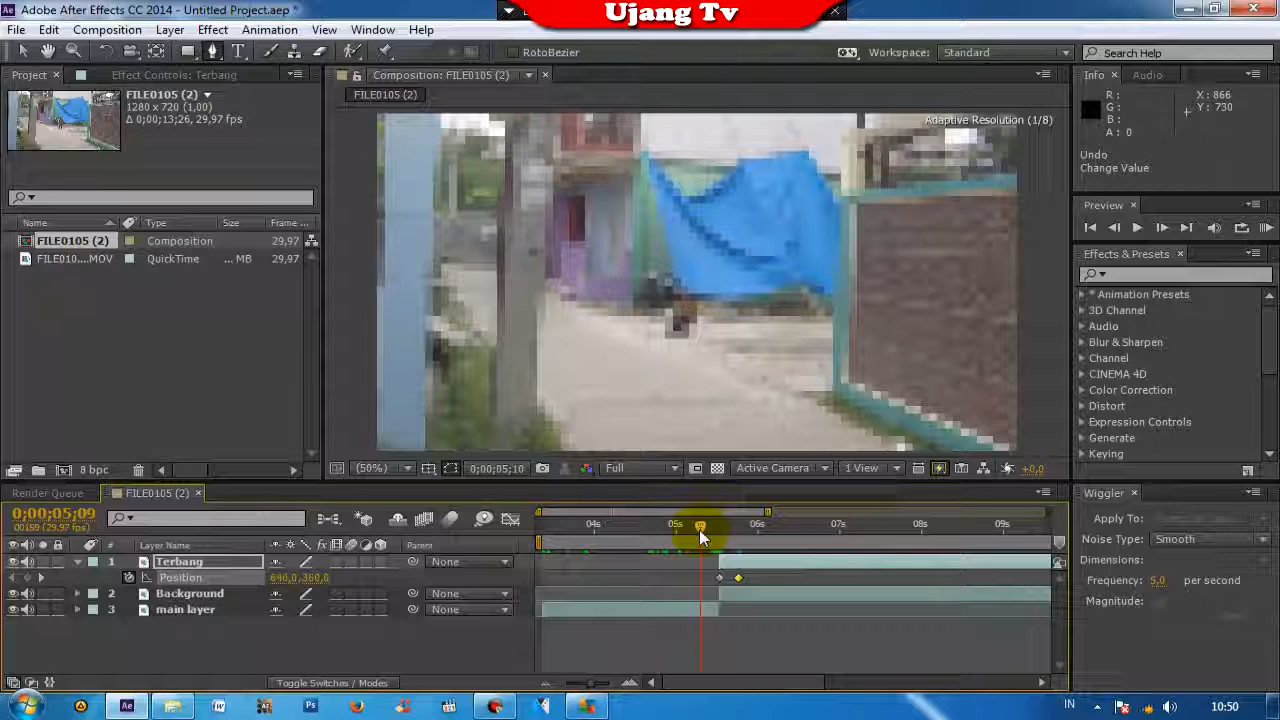 Adobe After Effects CC 2014 - Untitled Project.aep *
Ujang Tv
File Edit Composition Layer Effect Animation View Window Help
RotoBezier
Workspace: Standard
Search Help
Project Effect Controls: Terbang
Composition: FILE0105 (2)
Info Audio
FILE0105 (2)
1280 x 720 (1,00)
Δ 0;00;13;26, 29,97 fps
FILE0105 (2)
Adaptive Resolution (1/8)
R :
G :
B :
A : 0
X : 866
Y : 730
Undo
Change Value
Preview
Name Type Size Frame ...
FILE0105 (2) Composition 29,97
FILE010....MOV QuickTime ... MB 29,97
Effects & Presets
* Animation Presets
3D Channel
Audio
Blur & Sharpen
Channel
CINEMA 4D
Color Correction
Distort
Expression Controls
Generate
Keying
8 bpc
(50%) 0;00;05;10 Full Active Camera 1 View +0,0
Render Queue FILE0105 (2)
Wiggler
0;00;05;09
00159 (29.97 fps)
04s 05s 06s 07s 08s 09s
# Layer Name Parent
1 Terbang None
Position 640,0,360,0
2 Background None
3 main layer None
Apply To:
Noise Type: Smooth
Dimensions:
Frequency: 5,0 per second
Magnitude:
Toggle Switches / Modes
Ae W Ps
IN 10:50